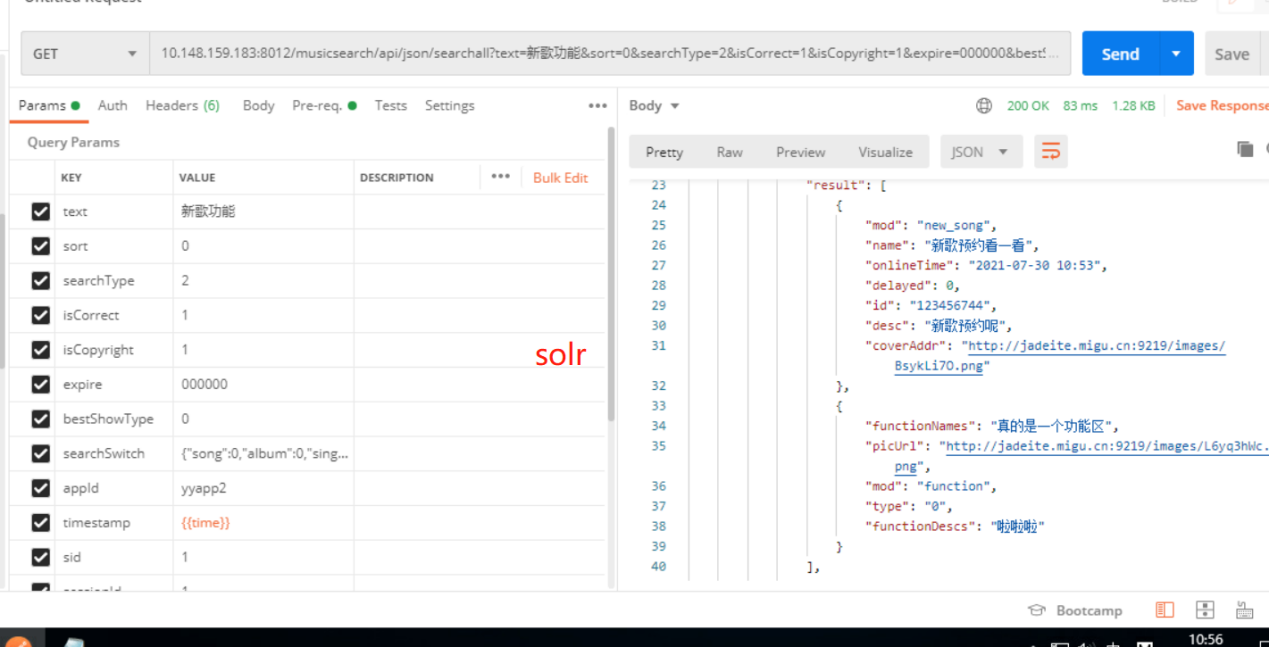 Untitled Request
BUILD
GET
10.148.159.183:8012/musicsearch/api/json/searchall?text=新歌功能&sort=0&searchType=2&isCorrect=1&isCopyright=1&expire=000000&best...
Send
Save
Params
Auth
Headers (6)
Body
Pre-req.
Tests
Settings
•••
Body
200 OK 83 ms 1.28 KB
Save Response
Query Params
KEY VALUE DESCRIPTION ••• Bulk Edit
text 新歌功能
sort 0
searchType 2
isCorrect 1
isCopyright 1
expire 000000
bestShowType 0
searchSwitch {"song":0,"album":0,"sing...
appId yyapp2
timestamp {{time}}
sid 1
sessionId 1
solr
Pretty Raw Preview Visualize JSON
23 "result": [
24 {
25 "mod": "new_song",
26 "name": "新歌预约看一看",
27 "onlineTime": "2021-07-30 10:53",
28 "delayed": 0,
29 "id": "123456744",
30 "desc": "新歌预约呢",
31 "coverAddr": "http://jadeite.migu.cn:9219/images/
BsykLi7O.png"
32 },
33 {
34 "functionNames": "真的是一个功能区",
35 "picUrl": "http://jadeite.migu.cn:9219/images/L6yq3hWc.
png",
36 "mod": "function",
37 "type": "0",
38 "functionDescs": "啦啦啦"
39 }
40 ],
Bootcamp
中
10:56